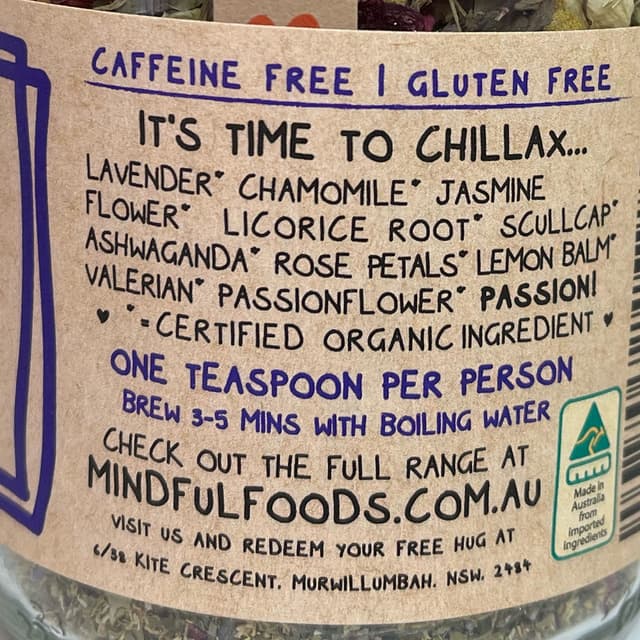 CAFFEINE FREE | GLUTEN FREE
IT'S TIME TO CHILLAX...
LAVENDER* CHAMOMILE* JASMINE
FLOWER* LICORICE ROOT* SCULLCAP*
ASHWAGANDA* ROSE PETALS* LEMON BALM*
VALERIAN* PASSIONFLOWER* PASSION!
♥ *=CERTIFIED ORGANIC INGREDIENT ♥
ONE TEASPOON PER PERSON
BREW 3-5 MINS WITH BOILING WATER
CHECK OUT THE FULL RANGE AT
MINDFULFOODS.COM.AU
VISIT US AND REDEEM YOUR FREE HUG AT
6/38 KITE CRESCENT. MURWILLUMBAH. NSW. 2484
Made in
Australia
from
imported
ingredients